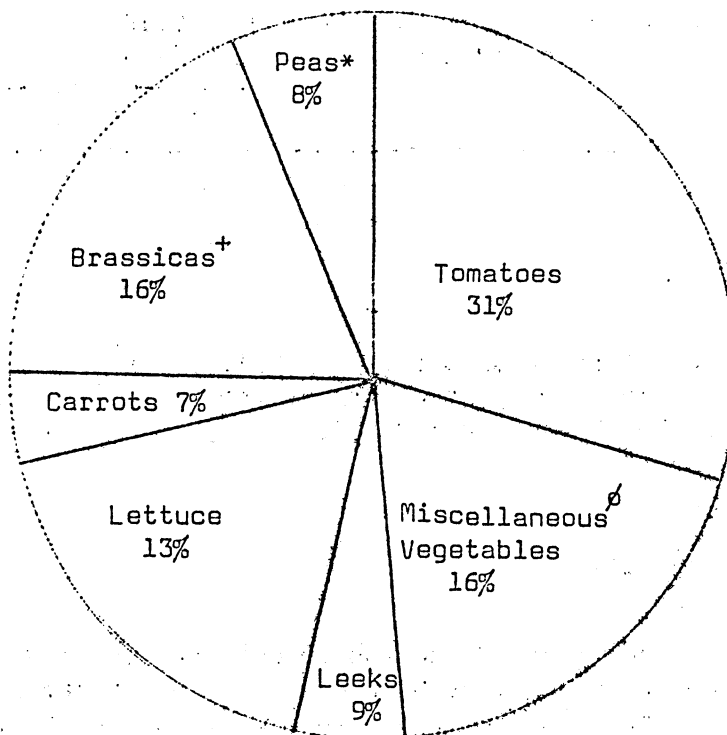 Peas*
8%
Brassicas+
16%
Tomatoes
31%
Carrots 7%
Lettuce
13%
Miscellaneousø
Vegetables
16%
Leeks
9%